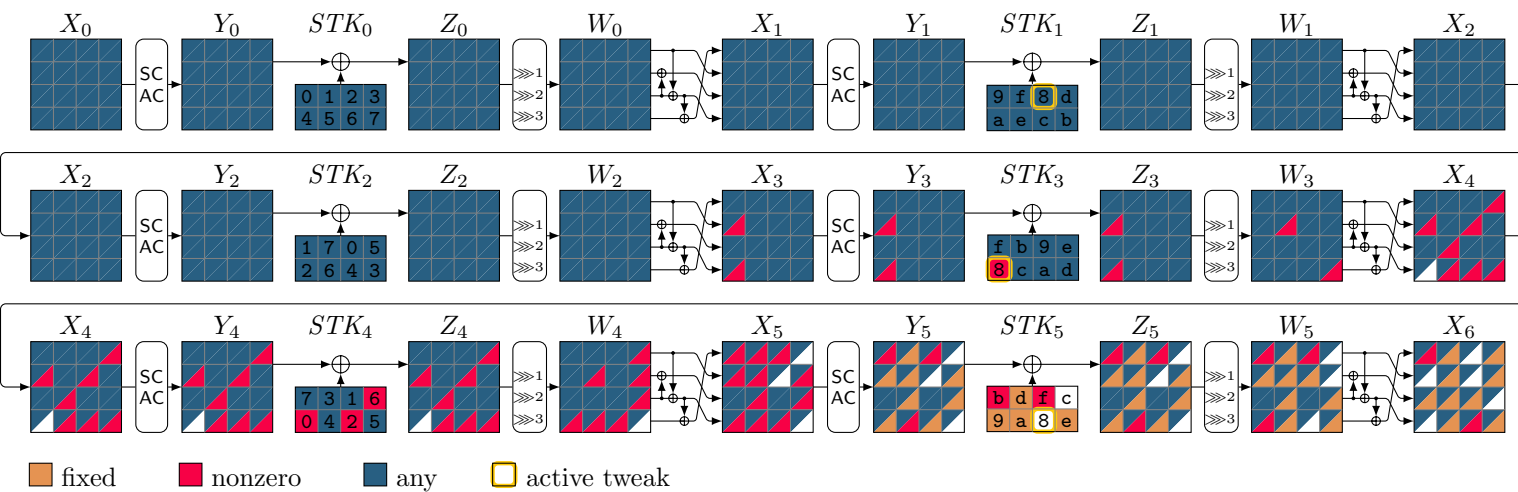 X0 Y0 STK0 Z0 W0 X1 Y1 STK1 Z1 W1 X2
SC AC ⋙1 ⋙2 ⋙3 SC AC ⋙1 ⋙2 ⋙3
0 1 2 3 9 f 8 d
4 5 6 7 a e c b
X2 Y2 STK2 Z2 W2 X3 Y3 STK3 Z3 W3 X4
SC AC ⋙1 ⋙2 ⋙3 SC AC ⋙1 ⋙2 ⋙3
1 7 0 5 f b 9 e
2 6 4 3 8 c a d
X4 Y4 STK4 Z4 W4 X5 Y5 STK5 Z5 W5 X6
SC AC ⋙1 ⋙2 ⋙3 SC AC ⋙1 ⋙2 ⋙3
7 3 1 6 b d f c
0 4 2 5 9 a 8 e
fixed nonzero any active tweak